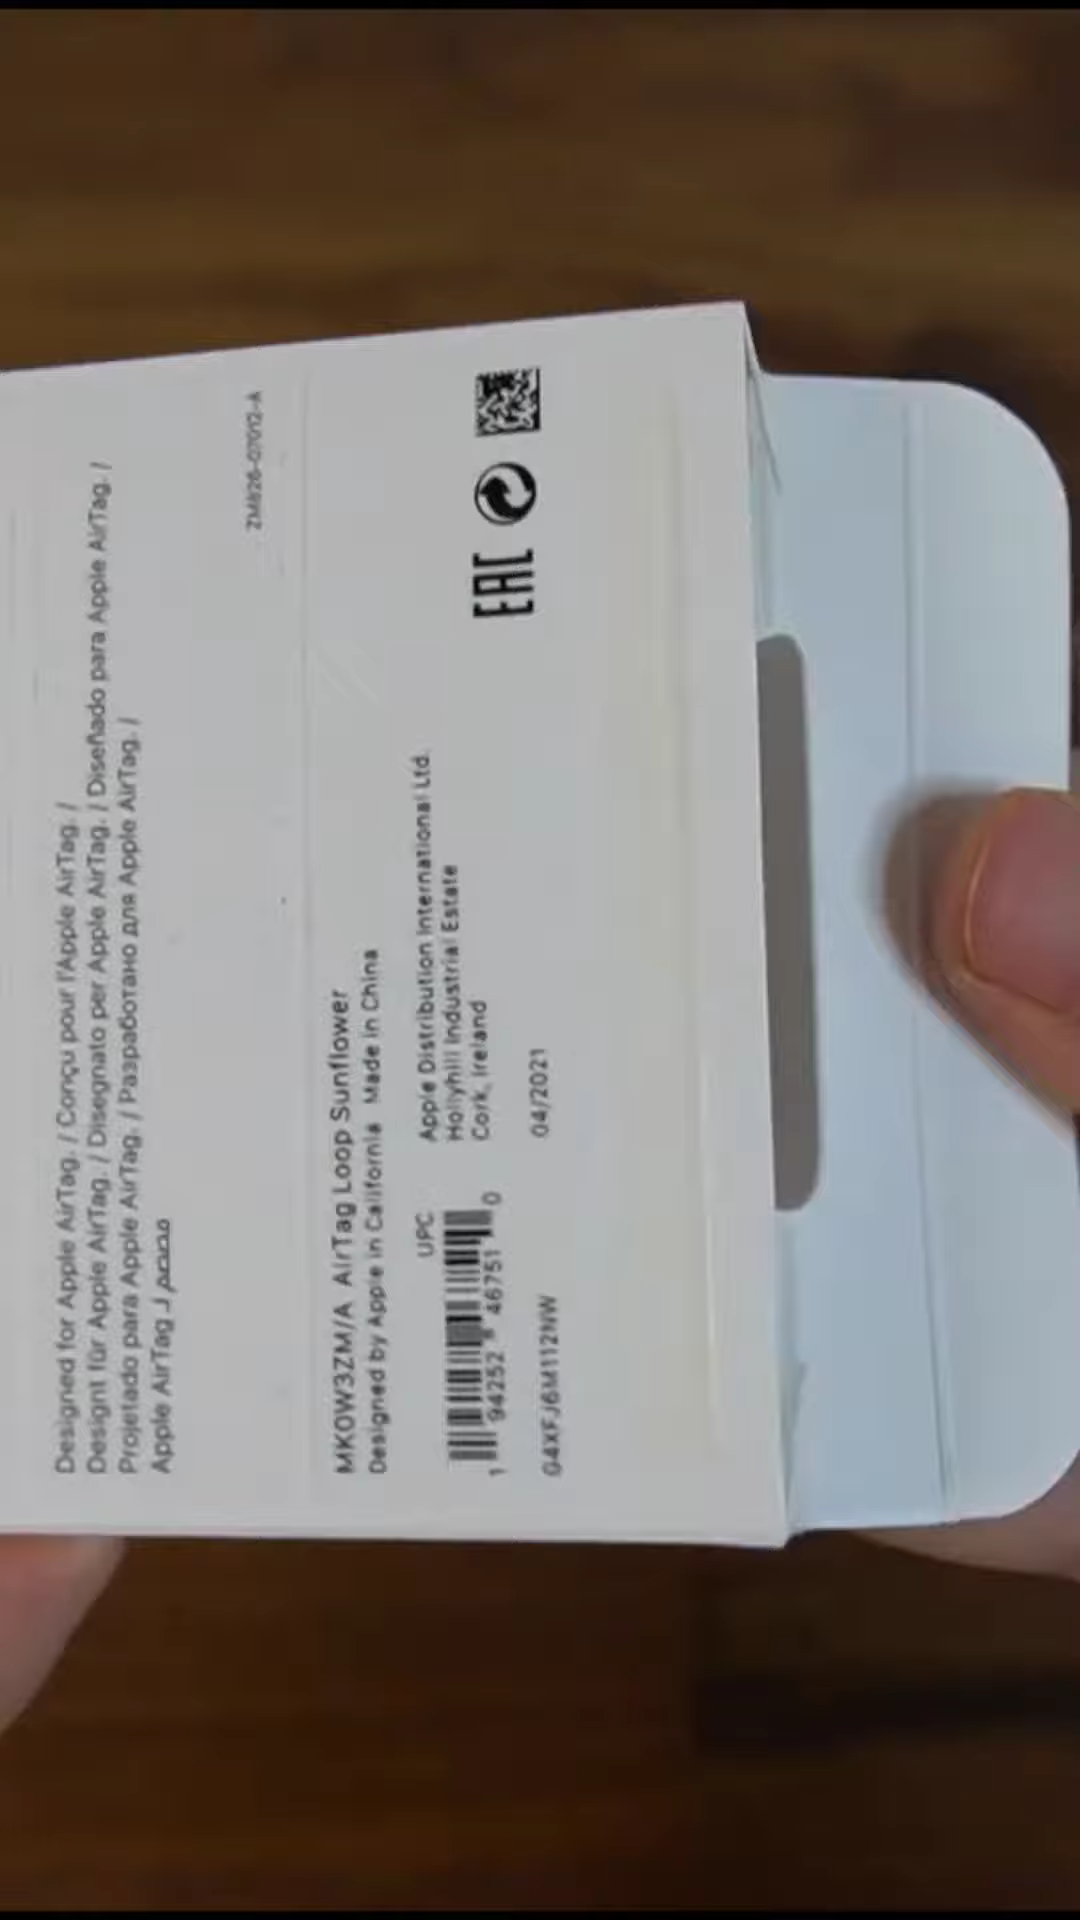 Designed for Apple AirTag. / Conçu pour l'Apple AirTag. /
Designt für Apple AirTag. / Disegnato per Apple AirTag. / Diseñado para Apple AirTag. /
Projetado para Apple AirTag. / Разработано для Apple AirTag. /
Apple AirTag مصمم لـ
ZM826-07012-A
MK0W3ZM/A AirTag Loop Sunflower
Designed by Apple in California Made in China
UPC
1 94252 46751 0
Apple Distribution International Ltd.
Hollyhill Industrial Estate
Cork, Ireland
04/2021
G4XFJ6M112NW
EAC